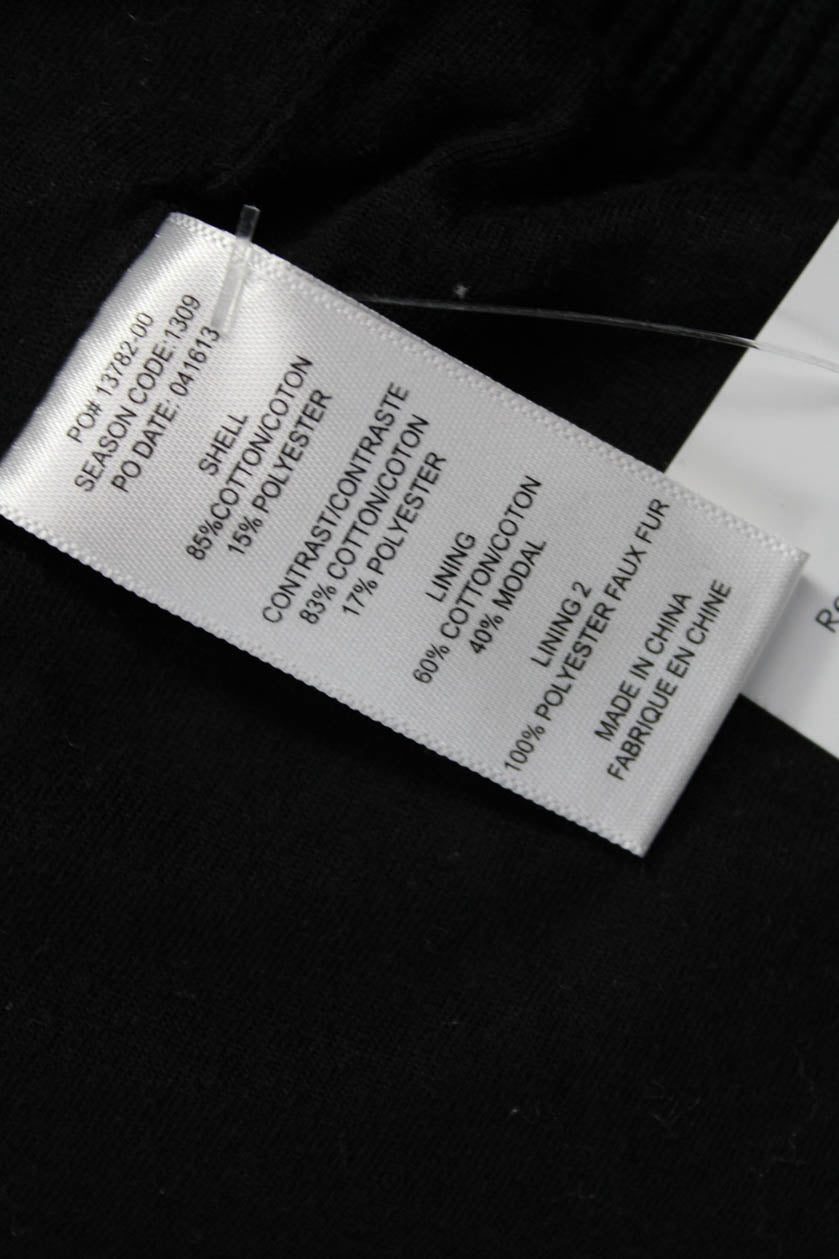 PO# 13782-00
SEASON CODE:1309
PO DATE: 041613
SHELL
85%COTTON/COTON
15% POLYESTER
CONTRAST/CONTRASTE
83% COTTON/COTON
17% POLYESTER
LINING
60% COTTON/COTON
40% MODAL
LINING 2
100% POLYESTER FAUX FUR
MADE IN CHINA
FABRIQUE EN CHINE